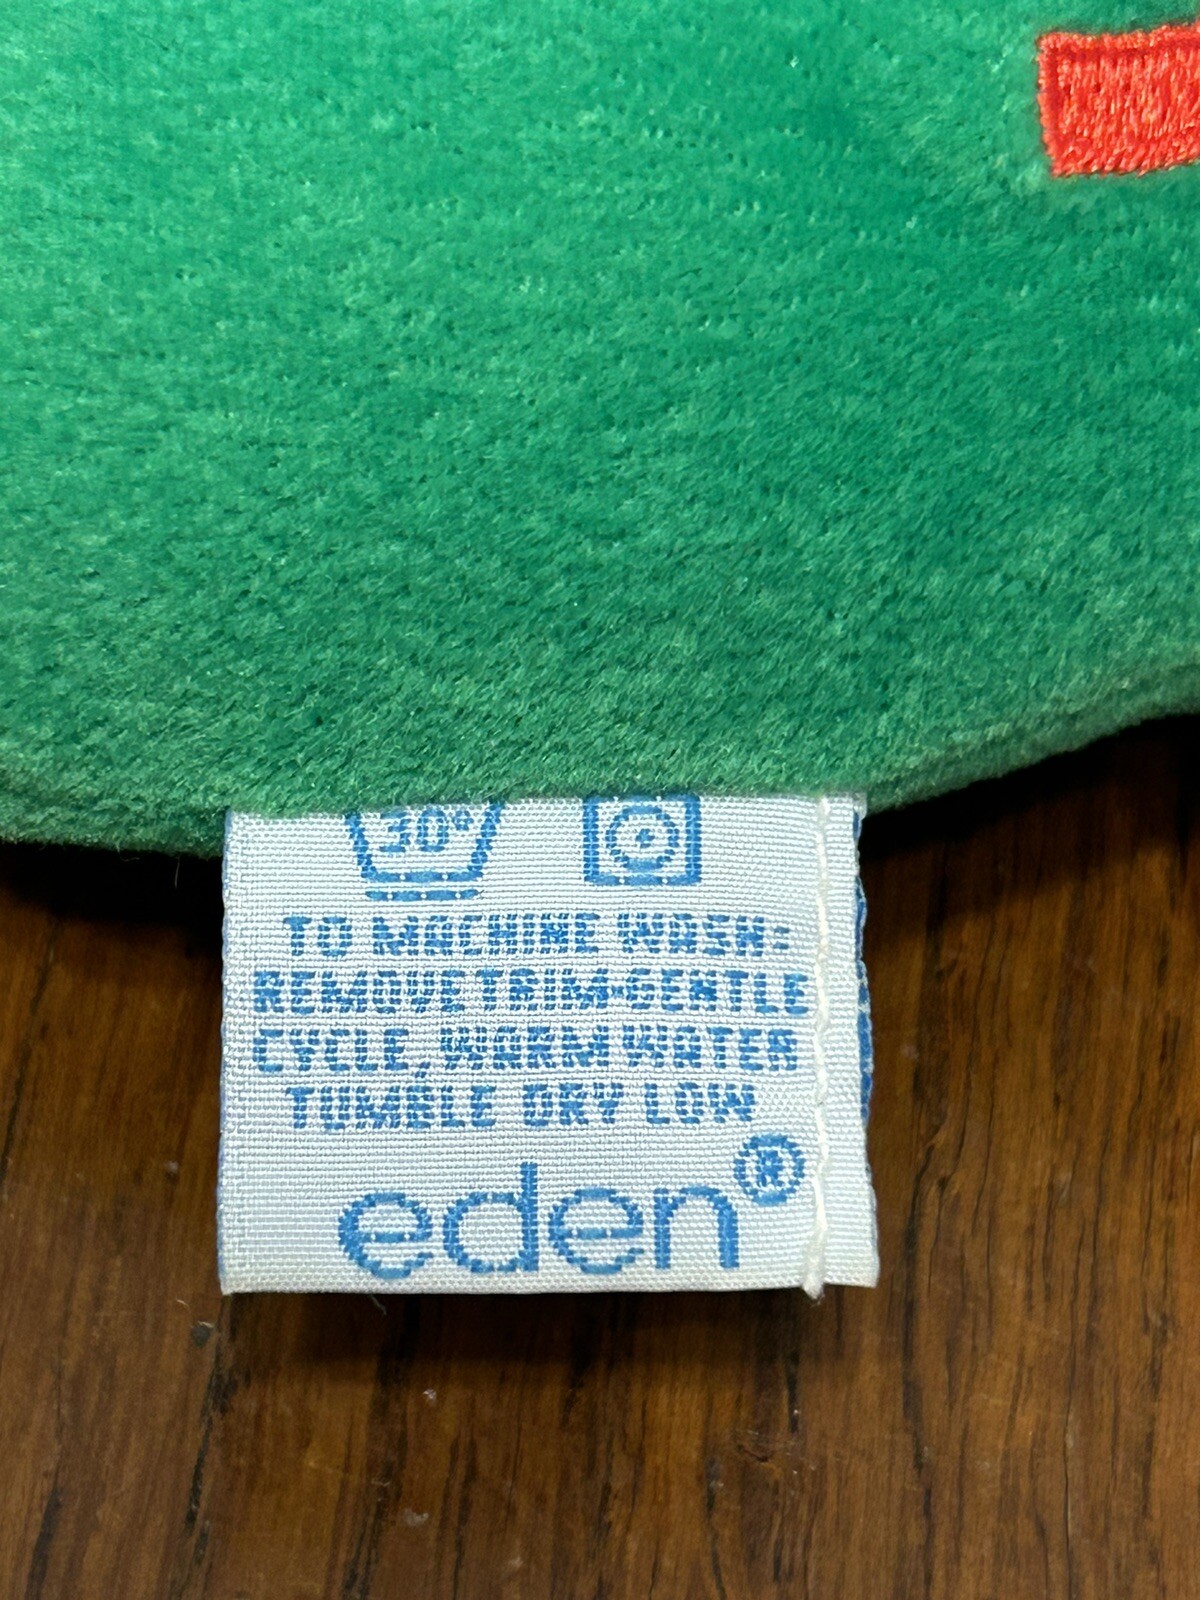 30°
TO MACHINE WASH:
REMOVE TRIM-GENTLE
CYCLE, WARM WATER
TUMBLE DRY LOW
eden®